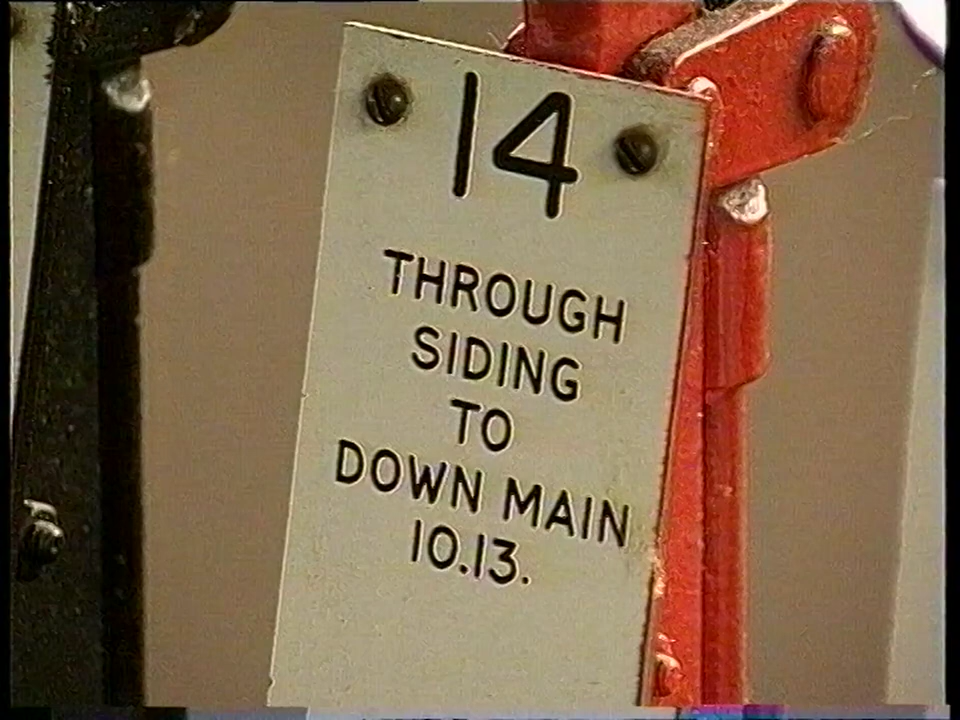 14
THROUGH
SIDING
TO
DOWN MAIN
10.13.